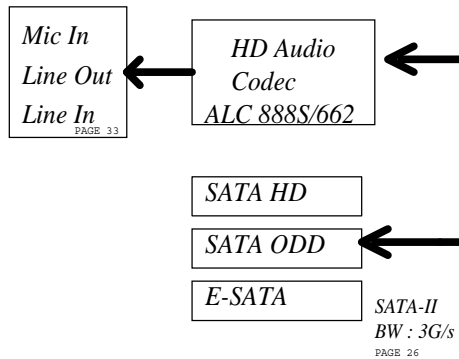 Mic In
Line Out
Line In
PAGE 33
HD Audio
Codec
ALC 888S/662
SATA HD
SATA ODD
E-SATA
SATA-II
BW : 3G/s
PAGE 26